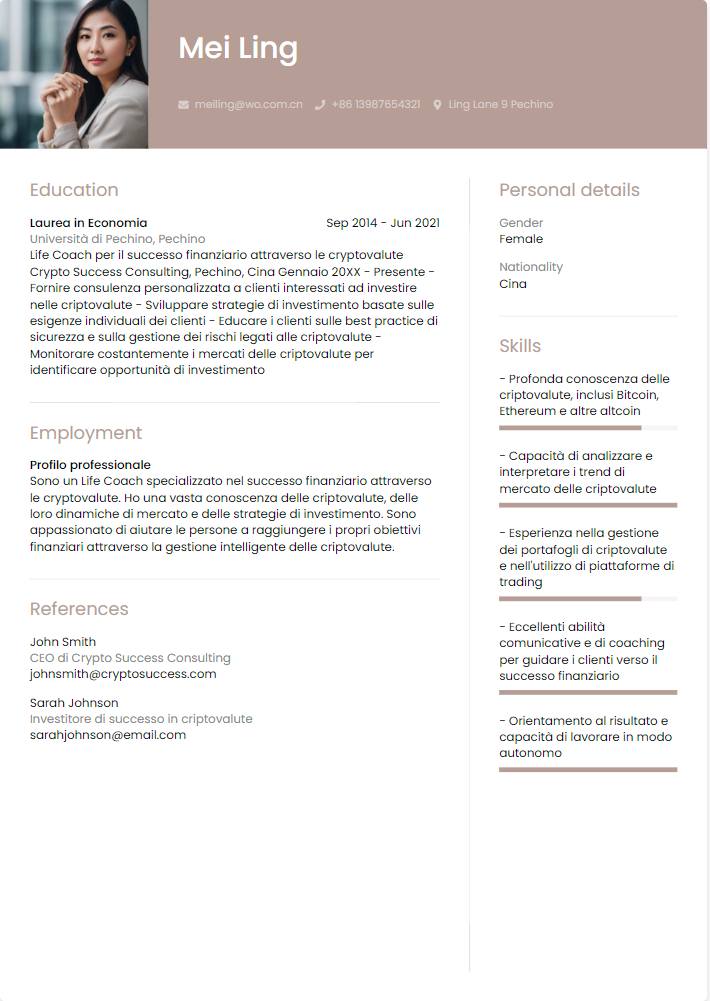 Mei Ling
meiling@wo.com.cn +86 13987654321 Ling Lane 9 Pechino
Education
Laurea in Economia Sep 2014 - Jun 2021
Università di Pechino, Pechino
Life Coach per il successo finanziario attraverso le cryptovalute
Crypto Success Consulting, Pechino, Cina Gennaio 20XX - Presente -
Fornire consulenza personalizzata a clienti interessati ad investire
nelle criptovalute - Sviluppare strategie di investimento basate sulle
esigenze individuali dei clienti - Educare i clienti sulle best practice di
sicurezza e sulla gestione dei rischi legati alle criptovalute -
Monitorare costantemente i mercati delle criptovalute per
identificare opportunità di investimento
Employment
Profilo professionale
Sono un Life Coach specializzato nel successo finanziario attraverso
le cryptovalute. Ho una vasta conoscenza delle criptovalute, delle
loro dinamiche di mercato e delle strategie di investimento. Sono
appassionato di aiutare le persone a raggiungere i propri obiettivi
finanziari attraverso la gestione intelligente delle criptovalute.
References
John Smith
CEO di Crypto Success Consulting
johnsmith@cryptosuccess.com
Sarah Johnson
Investitore di successo in criptovalute
sarahjohnson@email.com
Personal details
Gender
Female
Nationality
Cina
Skills
- Profonda conoscenza delle
criptovalute, inclusi Bitcoin,
Ethereum e altre altcoin
- Capacità di analizzare e
interpretare i trend di
mercato delle criptovalute
- Esperienza nella gestione
dei portafogli di criptovalute
e nell'utilizzo di piattaforme di
trading
- Eccellenti abilità
comunicative e di coaching
per guidare i clienti verso il
successo finanziario
- Orientamento al risultato e
capacità di lavorare in modo
autonomo